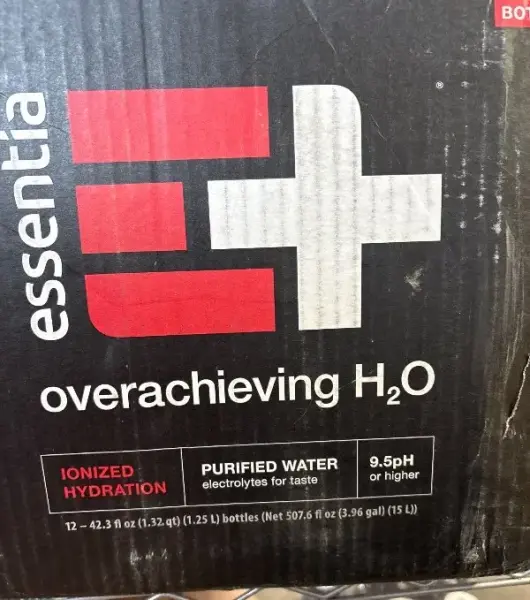 BOT
essentia
E+
®
overachieving H₂O
IONIZED
HYDRATION
PURIFIED WATER
electrolytes for taste
9.5pH
or higher
12 – 42.3 fl oz (1.32 qt) (1.25 L) bottles (Net 507.6 fl oz (3.96 gal) (15 L))